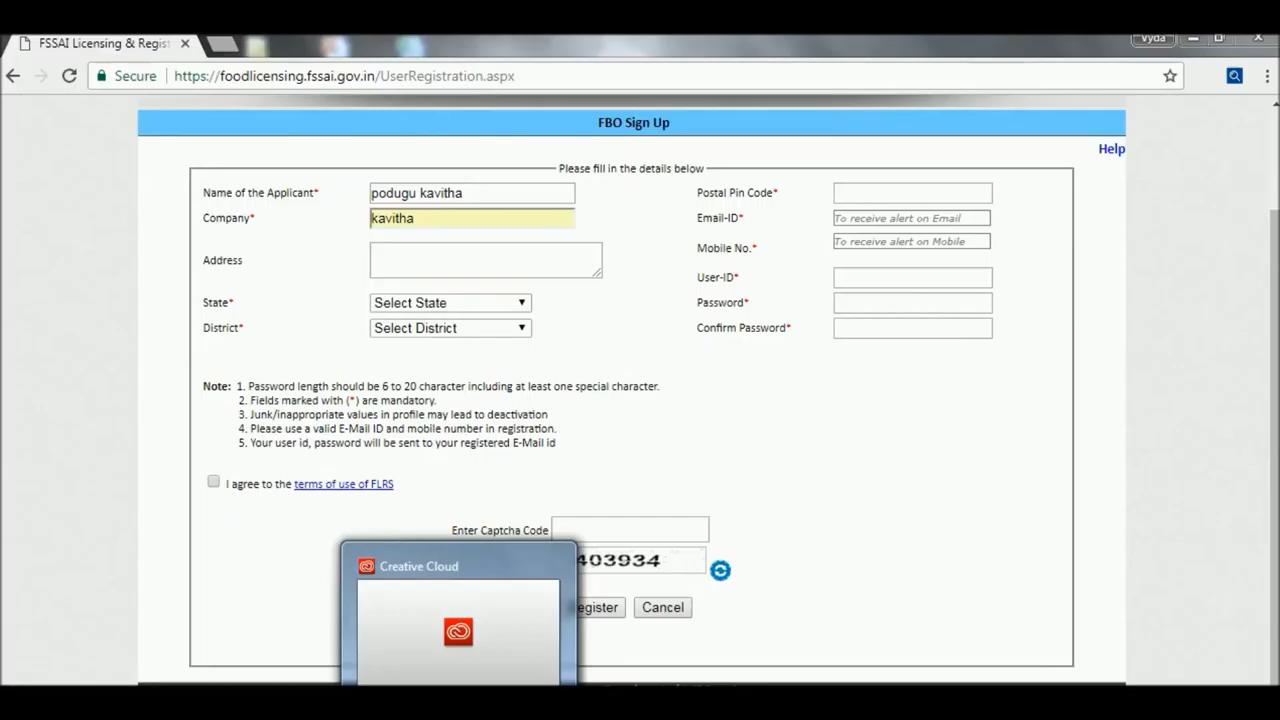 FSSAI Licensing & Regist
Vyda
Secure
https://foodlicensing.fssai.gov.in/UserRegistration.aspx
FBO Sign Up
Help
Please fill in the details below
Name of the Applicant* podugu kavitha
Company* kavitha
Address
State* Select State
District* Select District
Postal Pin Code*
Email-ID* To receive alert on Email
Mobile No.* To receive alert on Mobile
User-ID*
Password*
Confirm Password*
Note: 1. Password length should be 6 to 20 character including at least one special character.
2. Fields marked with (*) are mandatory.
3. Junk/inappropriate values in profile may lead to deactivation
4. Please use a valid E-Mail ID and mobile number in registration.
5. Your user id, password will be sent to your registered E-Mail id
I agree to the terms of use of FLRS
Enter Captcha Code
403934
egister Cancel
Creative Cloud